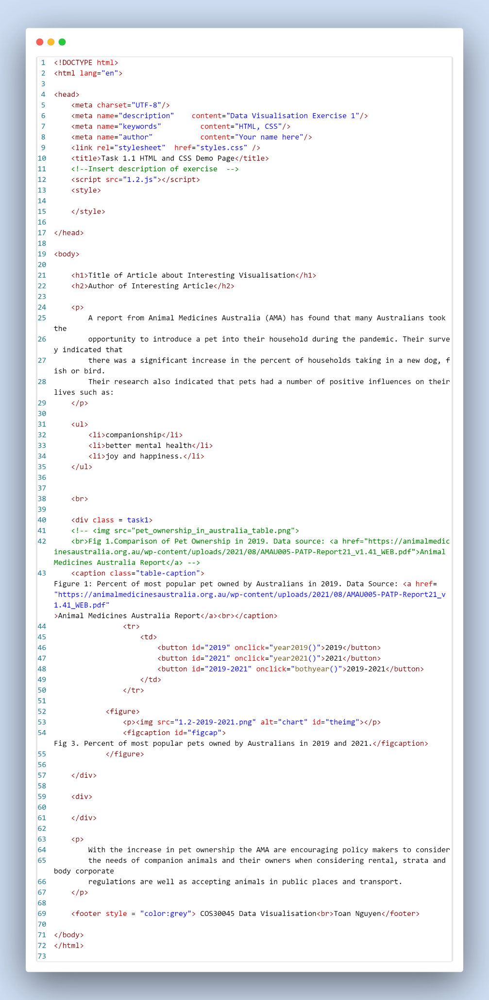 1 <!DOCTYPE html>
2 <html lang="en">
3
4 <head>
5     <meta charset="UTF-8"/>
6     <meta name="description"    content="Data Visualisation Exercise 1"/>
7     <meta name="keywords"         content="HTML, CSS"/>
8     <meta name="author"           content="Your name here"/>
9     <link rel="stylesheet"  href="styles.css" />
10     <title>Task 1.1 HTML and CSS Demo Page</title>
11     <!--Insert description of exercise  -->
12     <script src="1.2.js"></script>
13     <style>
14
15     </style>
16
17 </head>
18
19 <body>
20
21     <h1>Title of Article about Interesting Visualisation</h1>
22     <h2>Author of Interesting Article</h2>
23
24     <p>
25         A report from Animal Medicines Australia (AMA) has found that many Australians took
the
26         opportunity to introduce a pet into their household during the pandemic. Their surve
y indicated that
27         there was a significant increase in the percent of households taking in a new dog, f
ish or bird.
28         Their research also indicated that pets had a number of positive influences on their
lives such as:
29     </p>
30
31     <ul>
32         <li>companionship</li>
33         <li>better mental health</li>
34         <li>joy and happiness.</li>
35     </ul>
36
37
38     <br>
39
40     <div class = task1>
41     <!-- <img src="pet_ownership_in_australia_table.png">
42     <br>Fig 1.Comparison of Pet Ownership in 2019. Data source: <a href="https://animalmedic
inesaustralia.org.au/wp-content/uploads/2021/08/AMAU005-PATP-Report21_v1.41_WEB.pdf">Animal
Medicines Australia Report</a> -->
43     <caption class="table-caption">
Figure 1: Percent of most popular pet owned by Australians in 2019. Data Source: <a href=
"https://animalmedicinesaustralia.org.au/wp-content/uploads/2021/08/AMAU005-PATP-Report21_v
1.41_WEB.pdf"
>Animal Medicines Australia Report</a><br></caption>
44                 <tr>
45                     <td>
46                         <button id="2019" onclick="year2019()">2019</button>
47                         <button id="2021" onclick="year2021()">2021</button>
48                         <button id="2019-2021" onclick="bothyear()">2019-2021</button>
49                     </td>
50                 </tr>
51
52             <figure>
53                 <p><img src="1.2-2019-2021.png" alt="chart" id="theimg"></p>
54                 <figcaption id="figcap">
Fig 3. Percent of most popular pets owned by Australians in 2019 and 2021.</figcaption>
55             </figure>
56
57     </div>
58
59     <div>
60
61     </div>
62
63     <p>
64         With the increase in pet ownership the AMA are encouraging policy makers to consider
65         the needs of companion animals and their owners when considering rental, strata and
body corporate
66         regulations are well as accepting animals in public places and transport.
67     </p>
68
69     <footer style = "color:grey"> COS30045 Data Visualisation<br>Toan Nguyen</footer>
70
71 </body>
72 </html>
73